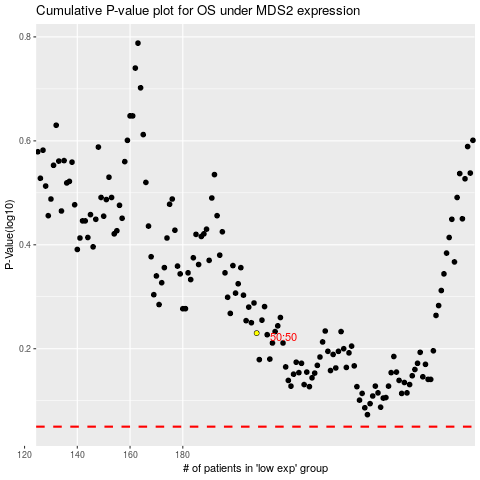 Cumulative P-value plot for OS under MDS2 expression
P-Value(log10)
0.8
0.6
0.4
0.2
50:50
120 140 160 180
# of patients in 'low exp' group